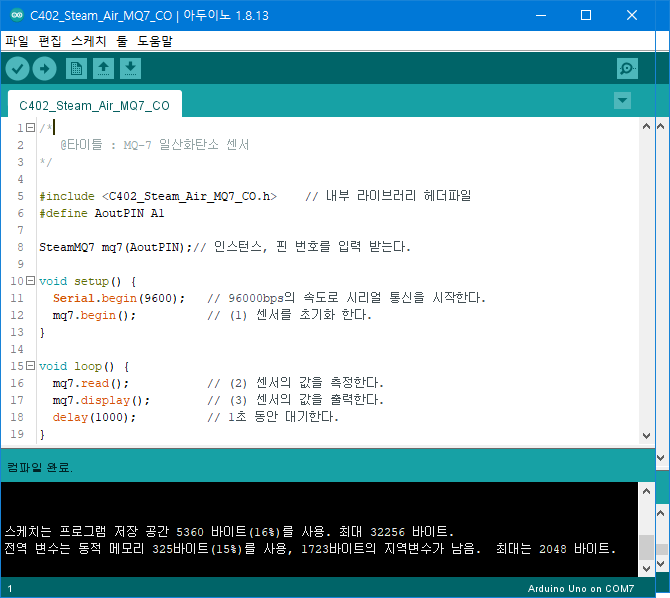 C402_Steam_Air_MQ7_CO | 아두이노 1.8.13
파일 편집 스케치 툴 도움말
C402_Steam_Air_MQ7_CO
1 /*
2 @타이틀 : MQ-7 일산화탄소 센서
3 */
4
5 #include <C402_Steam_Air_MQ7_CO.h> // 내부 라이브러리 헤더파일
6 #define AoutPIN A1
7
8 SteamMQ7 mq7(AoutPIN);// 인스턴스, 핀 번호를 입력 받는다.
9
10 void setup() {
11 Serial.begin(9600); // 96000bps의 속도로 시리얼 통신을 시작한다.
12 mq7.begin(); // (1) 센서를 초기화 한다.
13 }
14
15 void loop() {
16 mq7.read(); // (2) 센서의 값을 측정한다.
17 mq7.display(); // (3) 센서의 값을 출력한다.
18 delay(1000); // 1초 동안 대기한다.
19 }
컴파일 완료.
스케치는 프로그램 저장 공간 5360 바이트(16%)를 사용. 최대 32256 바이트.
전역 변수는 동적 메모리 325바이트(15%)를 사용, 1723바이트의 지역변수가 남음. 최대는 2048 바이트.
1 Arduino Uno on COM7